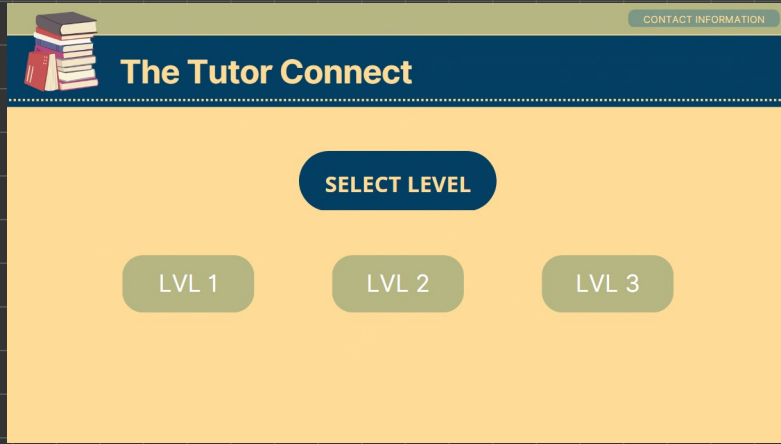 CONTACT INFORMATION
The Tutor Connect
SELECT LEVEL
LVL 1
LVL 2
LVL 3